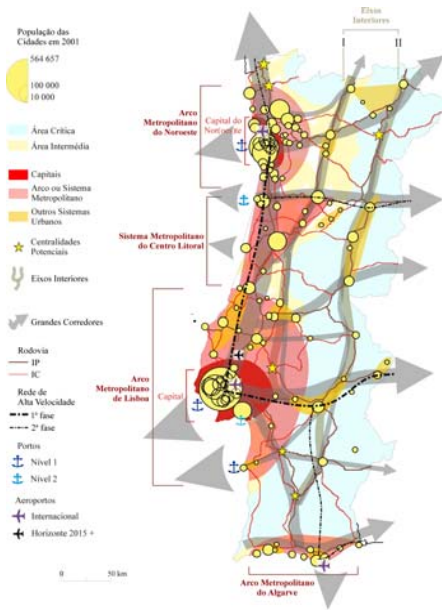 População das
Cidades em 2001
564 657
100 000
10 000
Área Crítica
Área Intermédia
Capitais
Arco ou Sistema
Metropolitano
Outros Sistemas
Urbanos
Centralidades
Potenciais
Eixos Interiores
Grandes Corredores
Rodovia
IP
IC
Rede de
Alta Velocidade
1ª fase
2ª fase
Portos
Nível 1
Nível 2
Aeroportos
Internacional
Horizonte 2015 +
0 50 km
Eixos
Interiores
I II
Arco
Metropolitano
do Noroeste
Capital do
Noroeste
Sistema Metropolitano
do Centro Litoral
Arco
Metropolitano
de Lisboa
Capital
Arco Metropolitano
do Algarve